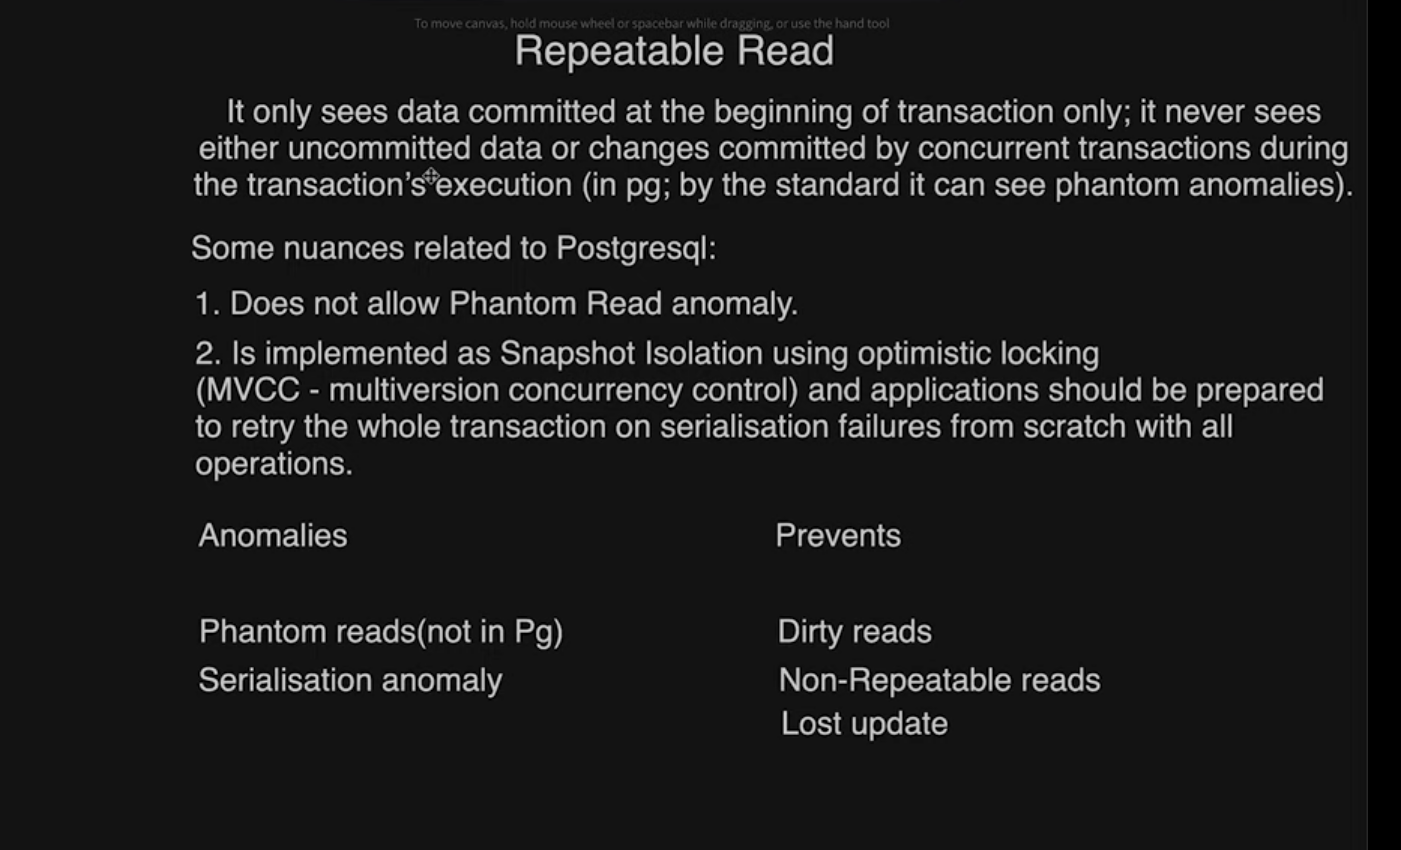 To move canvas, hold mouse wheel or spacebar while dragging, or use the hand tool
Repeatable Read
It only sees data committed at the beginning of transaction only; it never sees
either uncommitted data or changes committed by concurrent transactions during
the transaction’s execution (in pg; by the standard it can see phantom anomalies).
Some nuances related to Postgresql:
1. Does not allow Phantom Read anomaly.
2. Is implemented as Snapshot Isolation using optimistic locking
(MVCC - multiversion concurrency control) and applications should be prepared
to retry the whole transaction on serialisation failures from scratch with all
operations.
Anomalies
Prevents
Phantom reads(not in Pg)
Dirty reads
Serialisation anomaly
Non-Repeatable reads
Lost update